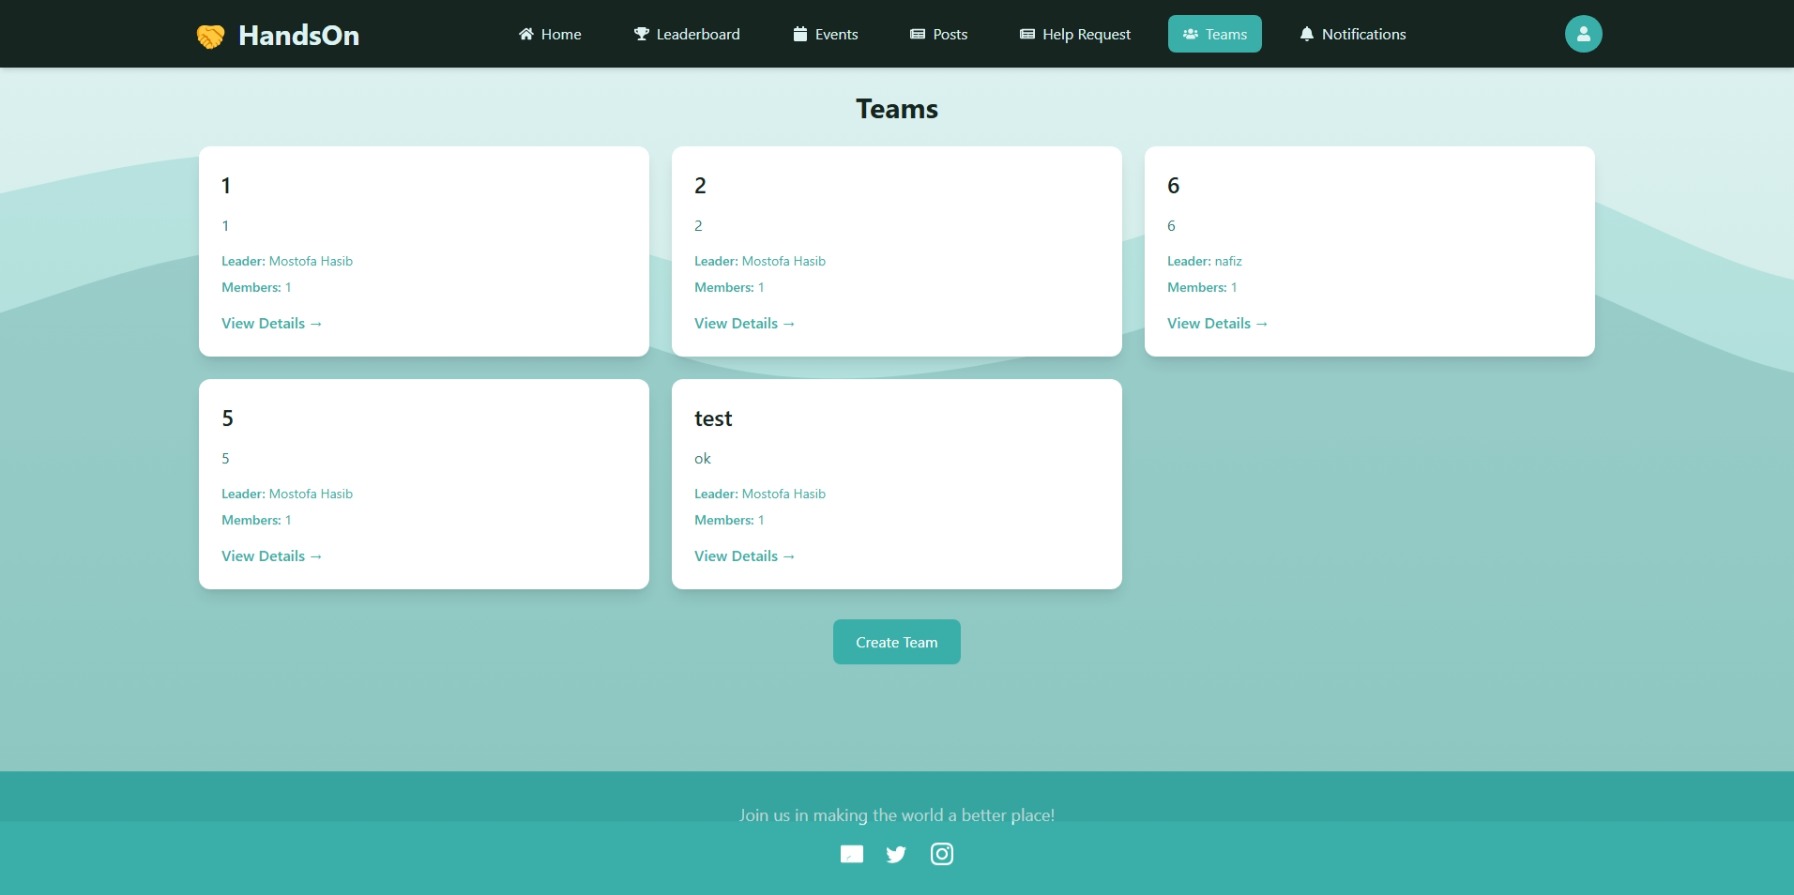 HandsOn
Home
Leaderboard
Events
Posts
Help Request
Teams
Notifications
Teams
1
1
Leader: Mostofa Hasib
Members: 1
View Details →
2
2
Leader: Mostofa Hasib
Members: 1
View Details →
6
6
Leader: nafiz
Members: 1
View Details →
5
5
Leader: Mostofa Hasib
Members: 1
View Details →
test
ok
Leader: Mostofa Hasib
Members: 1
View Details →
Create Team
Join us in making the world a better place!